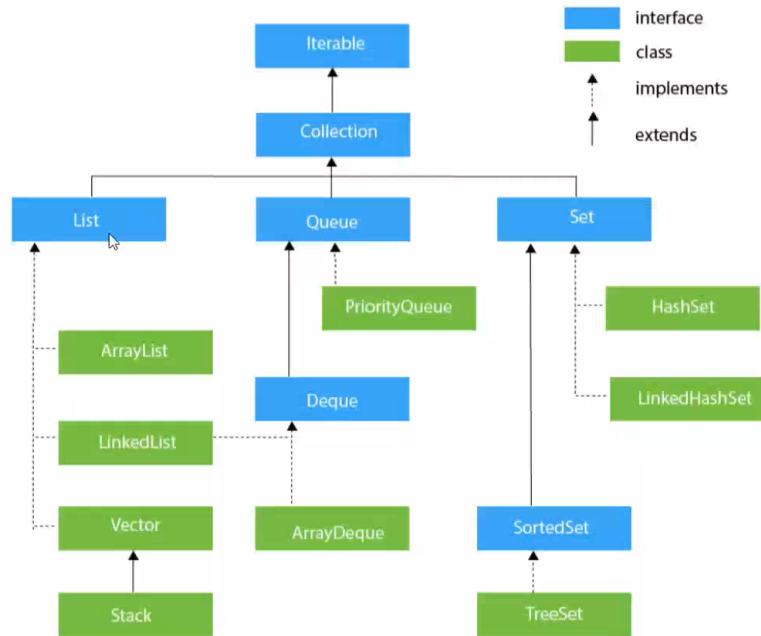 Iterable
interface
class
implements
extends
Collection
List
Queue
Set
PriorityQueue
HashSet
ArrayList
Deque
LinkedHashSet
LinkedList
Vector
ArrayDeque
SortedSet
Stack
TreeSet